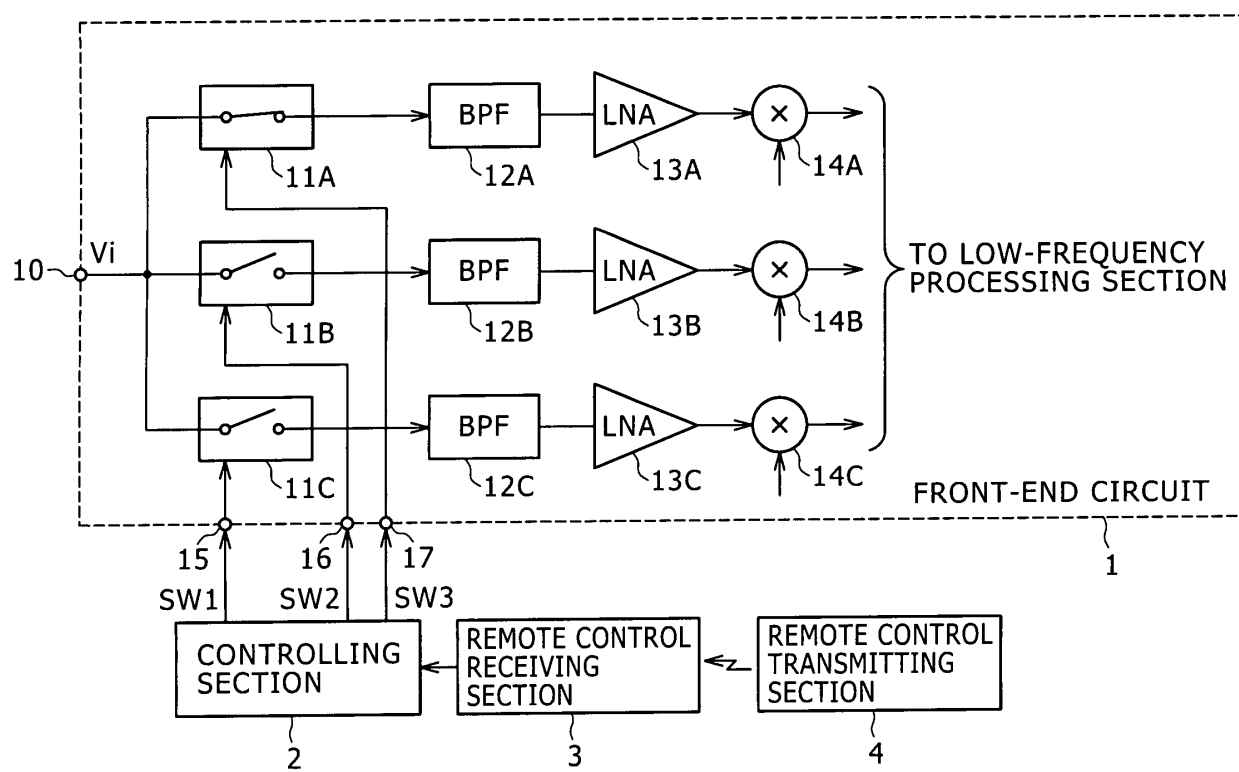 BPF
LNA
×
11A
12A
13A
14A
10
Vi
BPF
LNA
×
TO LOW-FREQUENCY
PROCESSING SECTION
11B
12B
13B
14B
BPF
LNA
×
11C
12C
13C
14C
FRONT-END CIRCUIT
15
16
17
1
SW1
SW2
SW3
CONTROLLING
SECTION
REMOTE CONTROL
RECEIVING
SECTION
REMOTE CONTROL
TRANSMITTING
SECTION
2
3
4